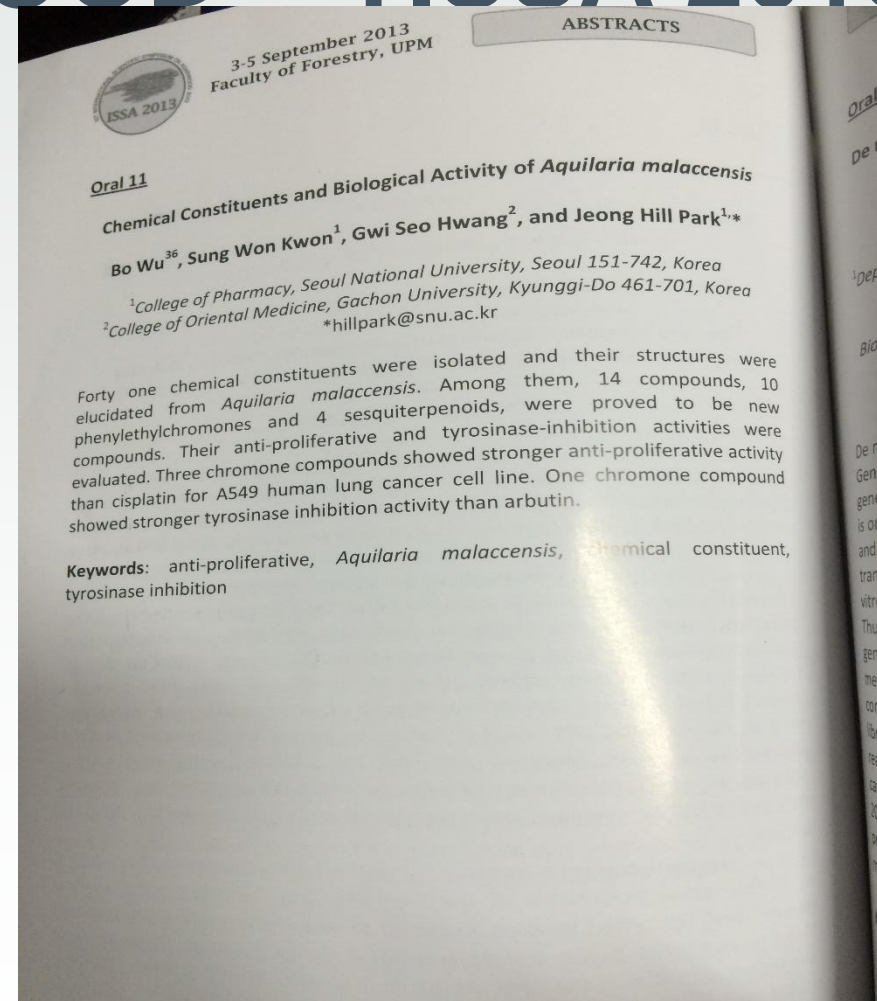 ISSA 2013
3-5 September 2013
Faculty of Forestry, UPM
ABSTRACTS
Oral 11
Chemical Constituents and Biological Activity of Aquilaria malaccensis
Bo Wu³⁶, Sung Won Kwon¹, Gwi Seo Hwang², and Jeong Hill Park¹·*
¹College of Pharmacy, Seoul National University, Seoul 151-742, Korea
²College of Oriental Medicine, Gachon University, Kyunggi-Do 461-701, Korea
*hillpark@snu.ac.kr
Forty one chemical constituents were isolated and their structures were
elucidated from Aquilaria malaccensis. Among them, 14 compounds, 10
phenylethylchromones and 4 sesquiterpenoids, were proved to be new
compounds. Their anti-proliferative and tyrosinase-inhibition activities were
evaluated. Three chromone compounds showed stronger anti-proliferative activity
than cisplatin for A549 human lung cancer cell line. One chromone compound
showed stronger tyrosinase inhibition activity than arbutin.
Keywords: anti-proliferative, Aquilaria malaccensis, chemical constituent,
tyrosinase inhibition
Oral
De
Gen
is
and